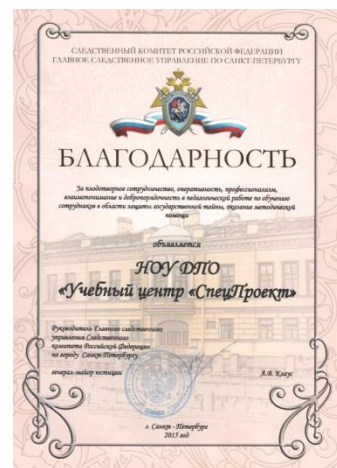 СЛЕДСТВЕННЫЙ КОМИТЕТ РОССИЙСКОЙ ФЕДЕРАЦИИ
ГЛАВНОЕ СЛЕДСТВЕННОЕ УПРАВЛЕНИЕ ПО САНКТ-ПЕТЕРБУРГУ
БЛАГОДАРНОСТЬ
За плодотворное сотрудничество, оперативность, профессионализм,
взаимопонимание и добропорядочность в педагогической работе по обучению
сотрудников в области защиты государственной тайны, оказание методической
помощи
объявляется
НОУ ДПО
«Учебный центр «СпецПроект»
Руководитель Главного следственного
управления Следственного
комитета Российской Федерации
по городу Санкт-Петербургу
генерал-майор юстиции
А.В. Клаус
г. Санкт - Петербург
2015 год